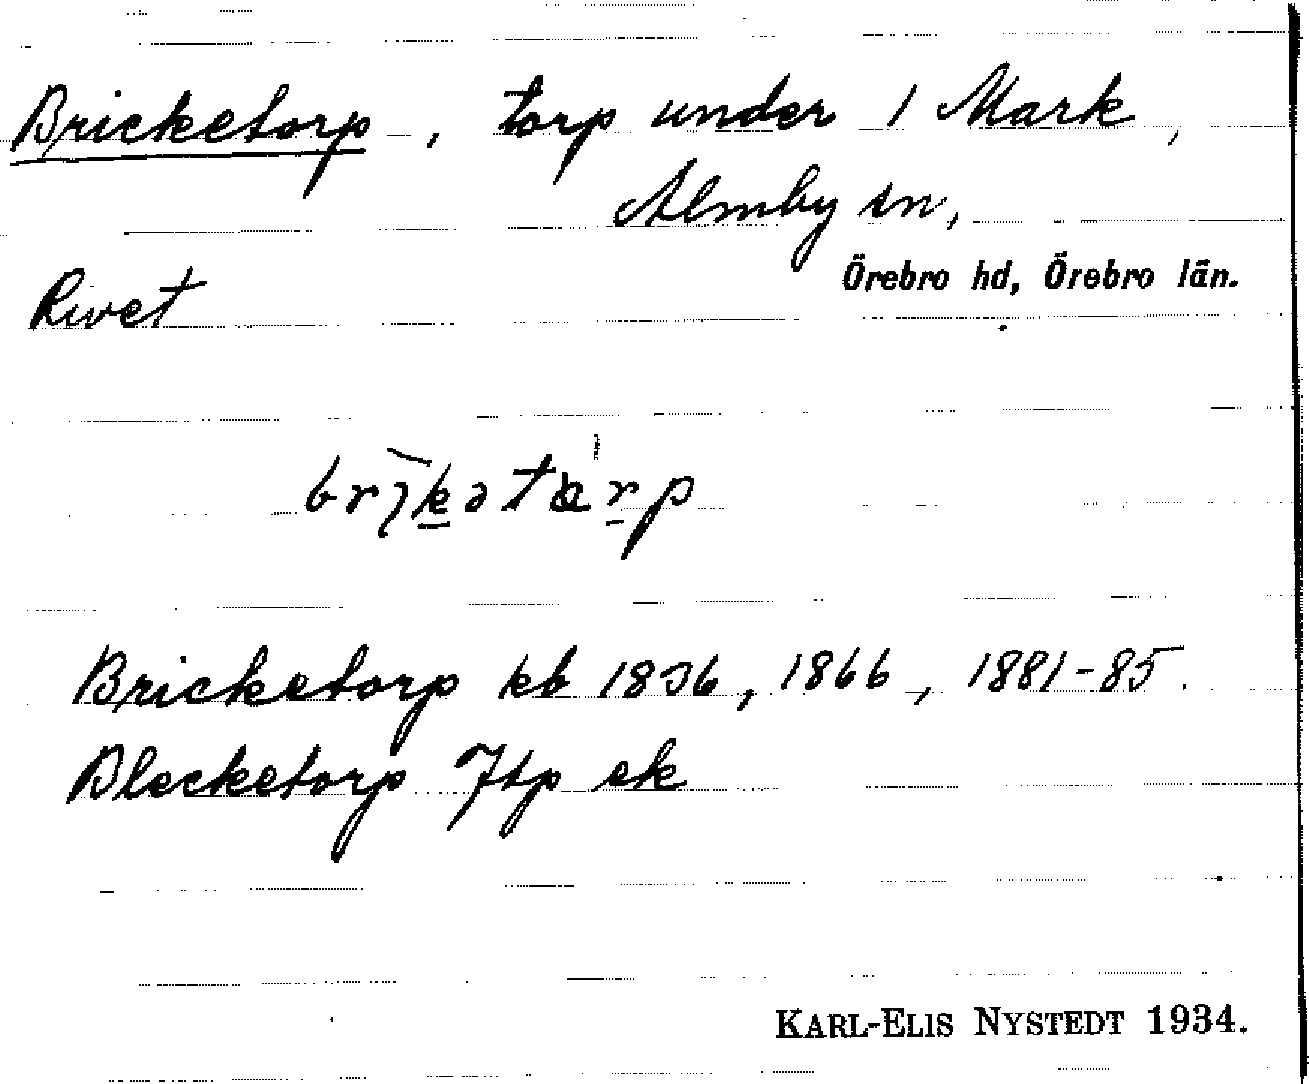 Bricketorp, torp under 1 Mark,
Almby sn,
Örebro hd, Örebro län.
Rivet
Bricketorp kb 1836, 1866, 1881-85.
Blecketorp Jtp ek
KARL-ELIS NYSTEDT 1934.